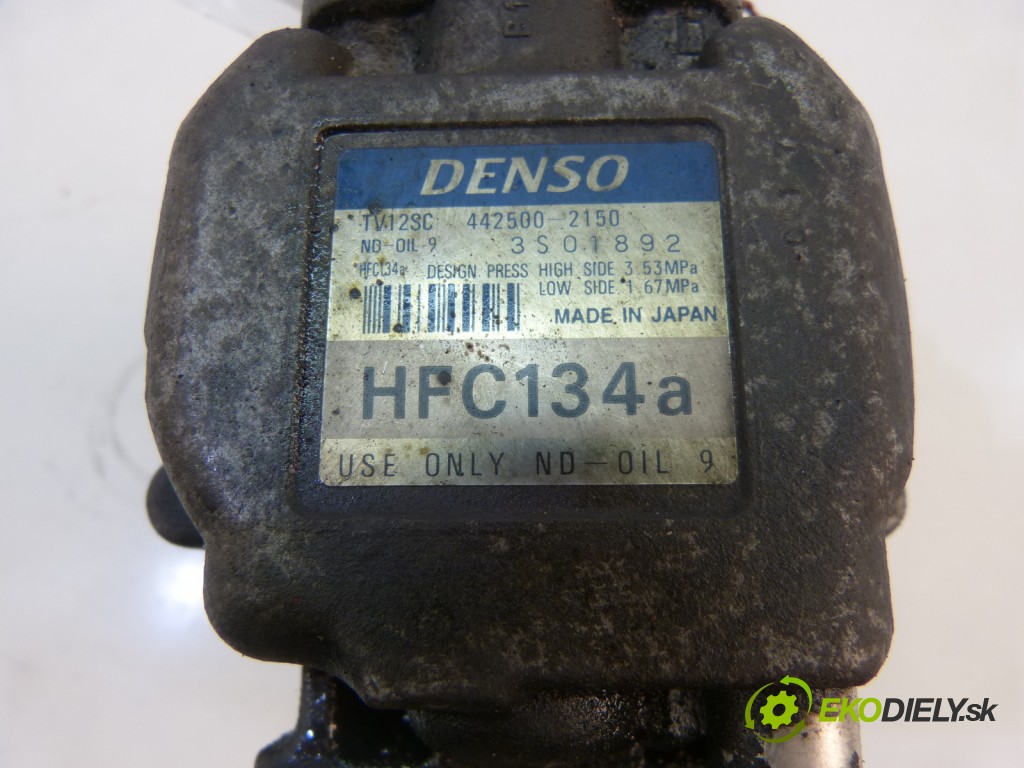 DENSO
TV12SC 442500-2150
ND-OIL 9 3S01892
HFC134a DESIGN PRESS HIGH SIDE 3.53MPa
LOW SIDE 1.67MPa
MADE IN JAPAN
HFC134a
USE ONLY ND-OIL 9
EKODIELY.sk